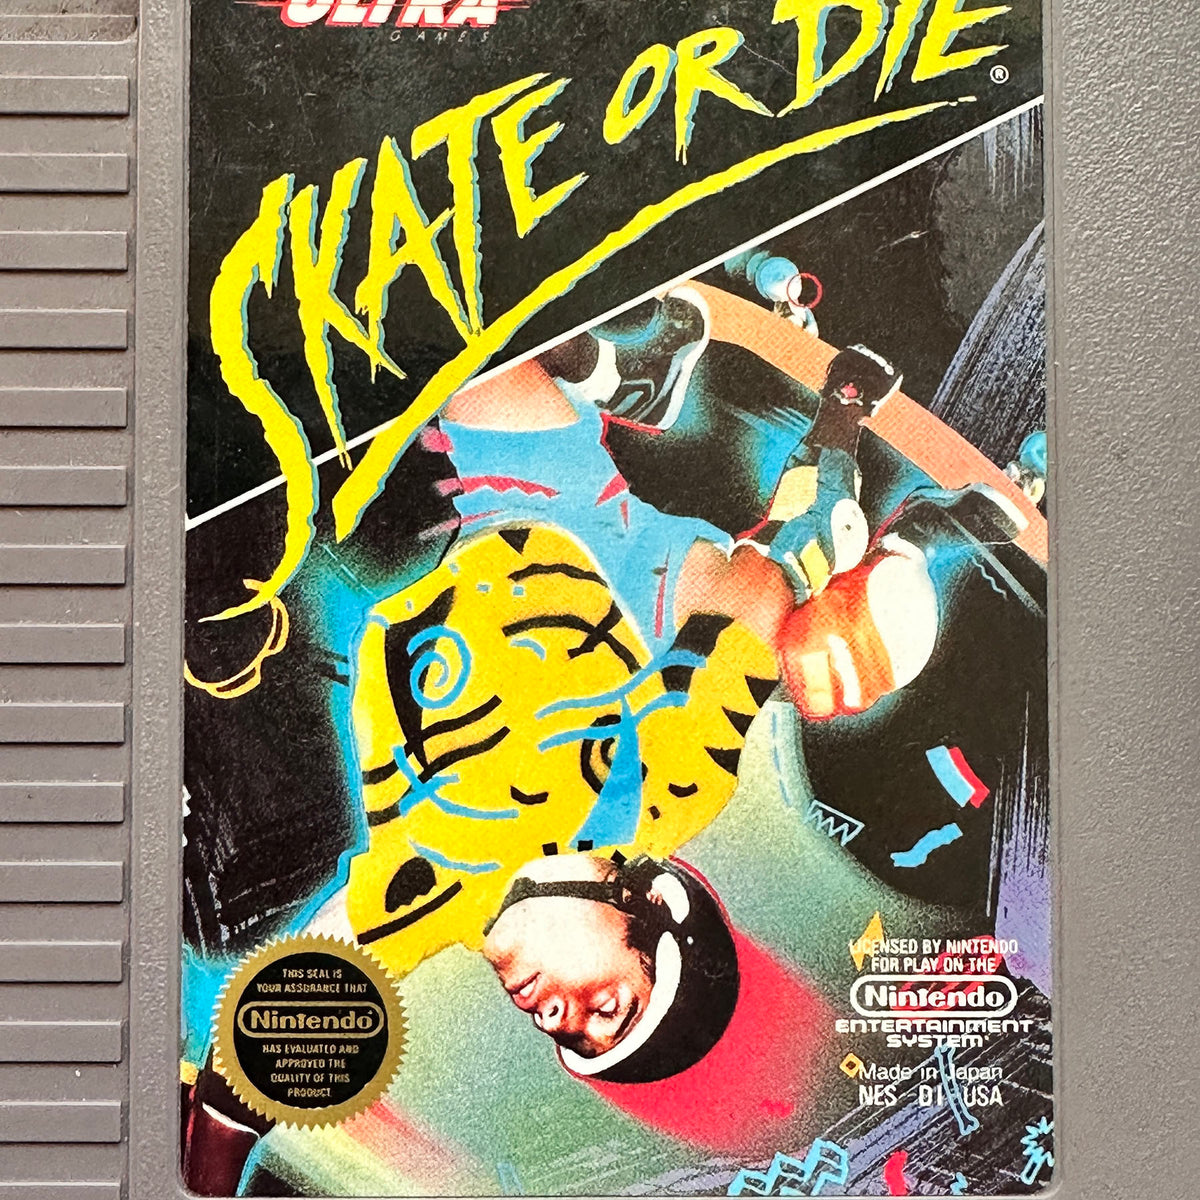 ULTRA
GAMES
SKATE OR DIE
®
THIS SEAL IS
YOUR ASSURANCE THAT
Nintendo
HAS EVALUATED AND
APPROVED THE
QUALITY OF THIS
PRODUCT.
LICENSED BY NINTENDO
FOR PLAY ON THE
Nintendo
ENTERTAINMENT
SYSTEM
Made in Japan
NES-DI-USA